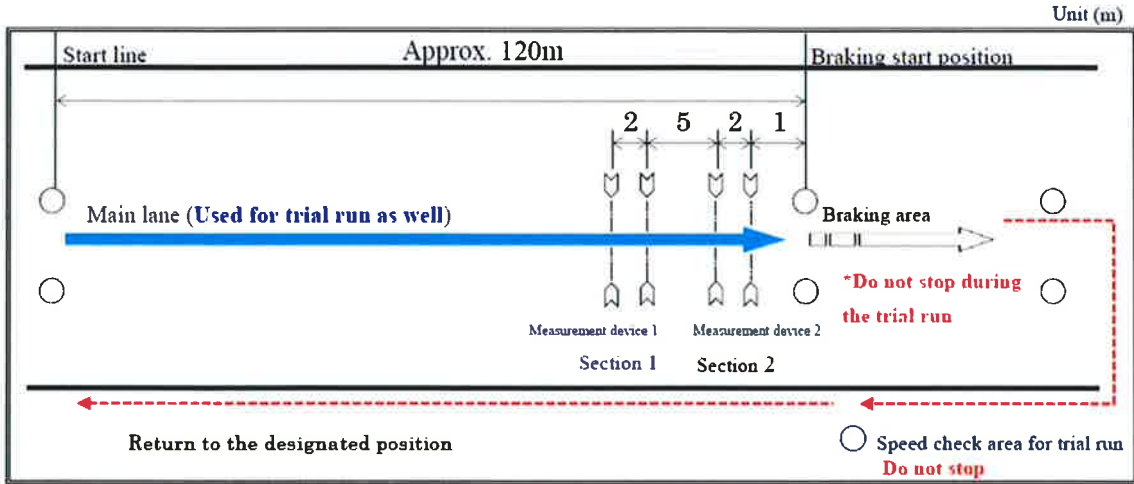 Unit (m)
Start line
Approx. 120m
Braking start position
2
5
2
1
Main lane (Used for trial run as well)
Braking area
*Do not stop during
the trial run
Measurement device 1
Measurement device 2
Section 1
Section 2
Return to the designated position
Speed check area for trial run
Do not stop